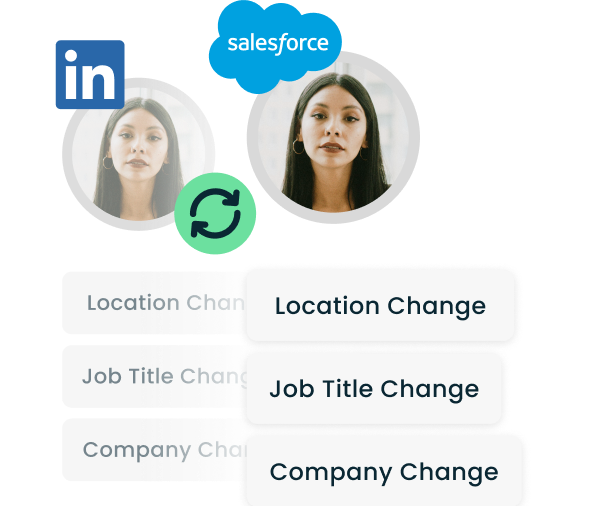 in
salesforce
Location Chan
Location Change
Job Title Chang
Job Title Change
Company Cha
Company Change